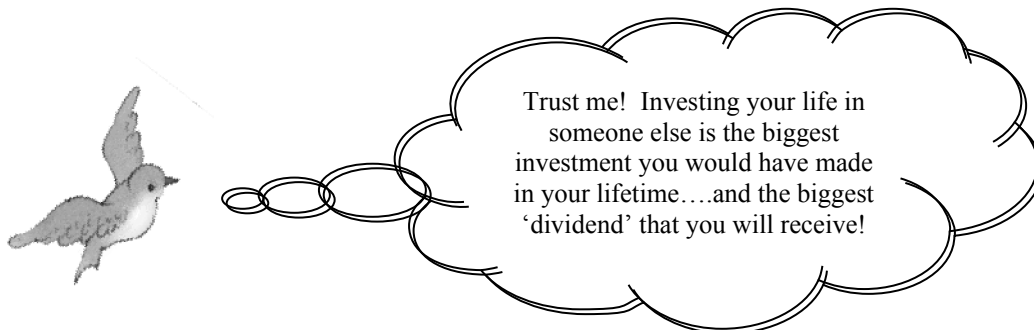 Trust me!  Investing your life in
someone else is the biggest
investment you would have made
in your lifetime….and the biggest
‘dividend’ that you will receive!